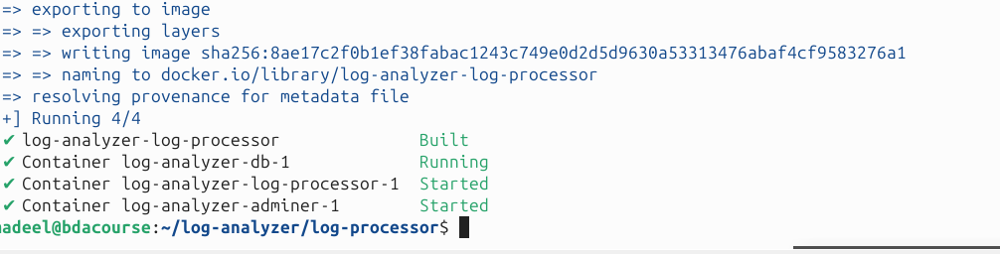 => exporting to image
=> => exporting layers
=> => writing image sha256:8ae17c2f0b1ef38fabac1243c749e0d2d5d9630a53313476abaf4cf9583276a1
=> => naming to docker.io/library/log-analyzer-log-processor
=> resolving provenance for metadata file
+] Running 4/4
✔ log-analyzer-log-processor Built
✔ Container log-analyzer-db-1 Running
✔ Container log-analyzer-log-processor-1 Started
✔ Container log-analyzer-adminer-1 Started
adeel@bdacourse:~/log-analyzer/log-processor$